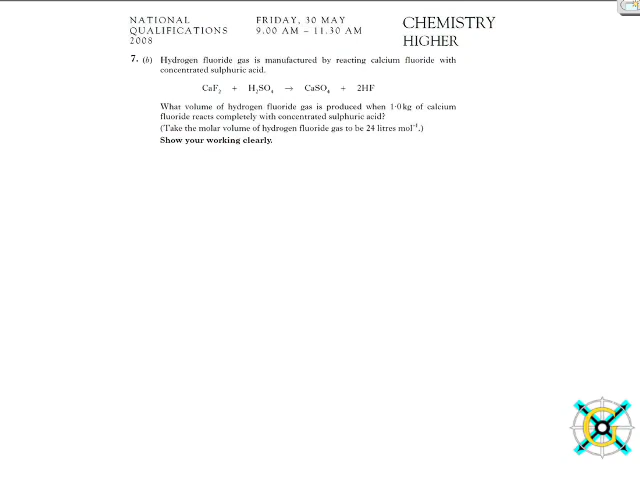 NATIONAL
QUALIFICATIONS
2008
FRIDAY, 30 MAY
9.00 AM – 11.30 AM
CHEMISTRY
HIGHER
7. (b) Hydrogen fluoride gas is manufactured by reacting calcium fluoride with
concentrated sulphuric acid.
CaF₂ + H₂SO₄ → CaSO₄ + 2HF
What volume of hydrogen fluoride gas is produced when 1·0 kg of calcium
fluoride reacts completely with concentrated sulphuric acid?
(Take the molar volume of hydrogen fluoride gas to be 24 litres mol⁻¹.)
Show your working clearly.
G